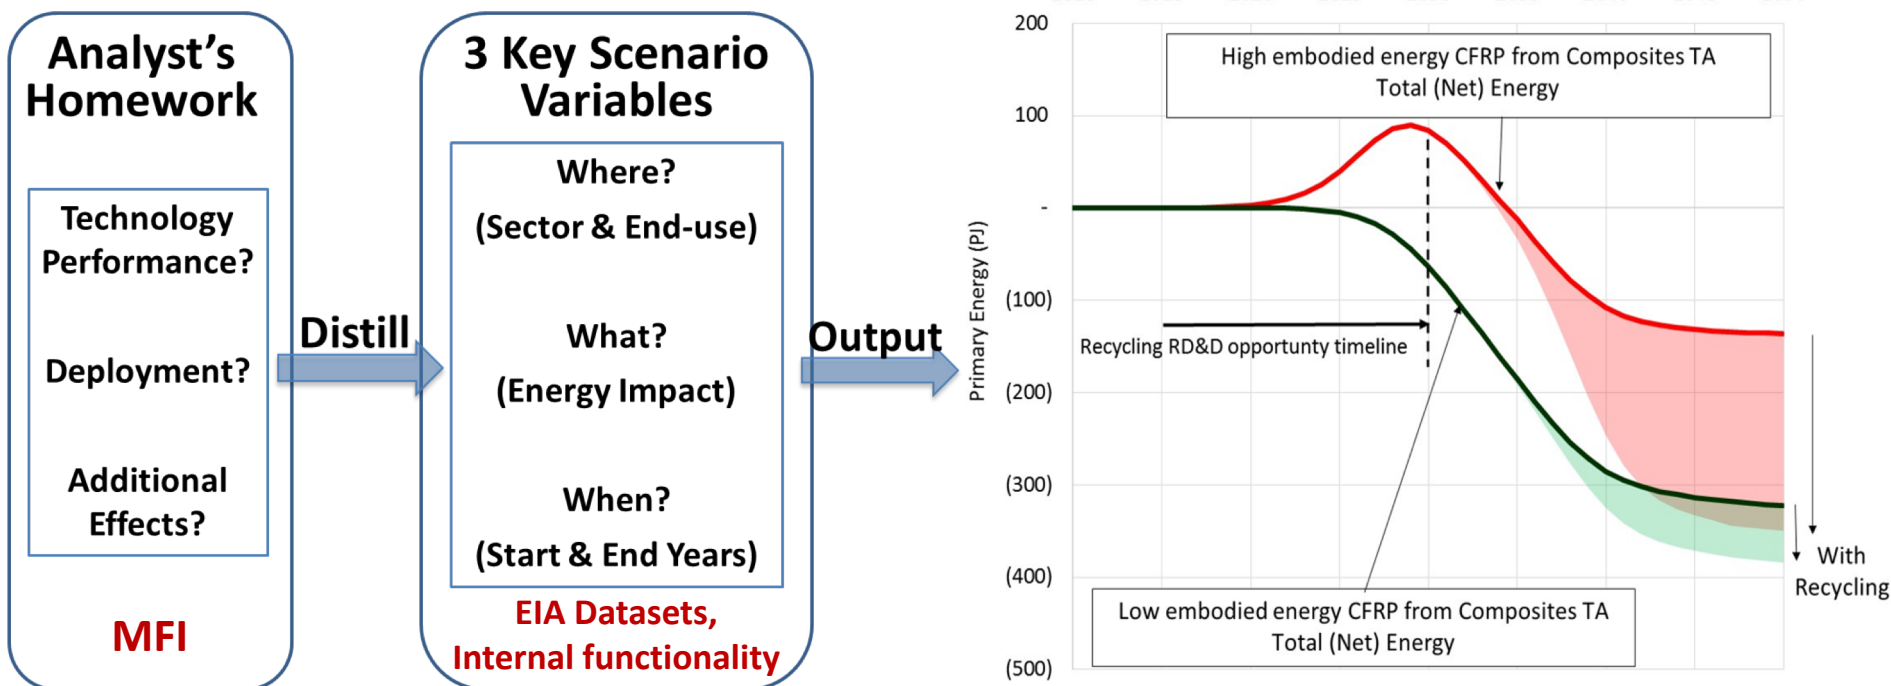 Analyst's
Homework
Technology
Performance?
Deployment?
Additional
Effects?
MFI
Distill
3 Key Scenario
Variables
Where?
(Sector & End-use)
What?
(Energy Impact)
When?
(Start & End Years)
EIA Datasets,
Internal functionality
Output
Primary Energy (PJ)
200
100
-
(100)
(200)
(300)
(400)
(500)
High embodied energy CFRP from Composites TA
Total (Net) Energy
Recycling RD&D opportunty timeline
Low embodied energy CFRP from Composites TA
Total (Net) Energy
With
Recycling